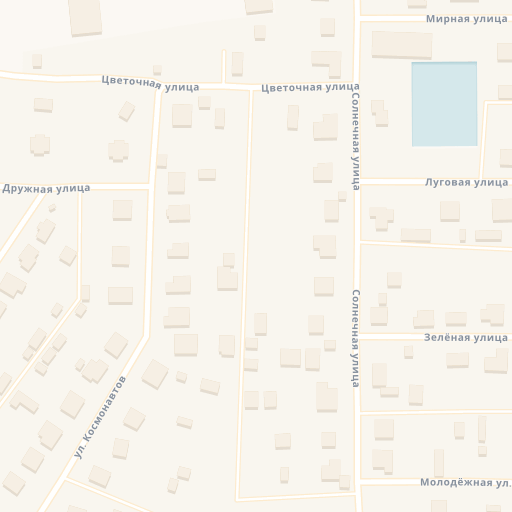 Мирная улица
Цветочная улица
Цветочная улица
Солнечная улица
Дружная улица
Луговая улица
Солнечная улица
Зелёная улица
ул. Космонавтов
Молодёжная ул.